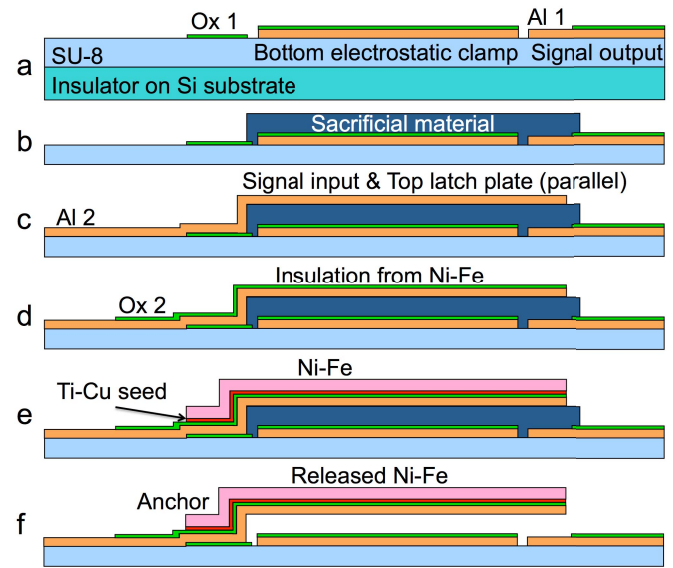 Ox 1
Al 1
a
SU-8
Bottom electrostatic clamp
Signal output
Insulator on Si substrate
b
Sacrificial material
Signal input & Top latch plate (parallel)
c
Al 2
Insulation from Ni-Fe
d
Ox 2
Ni-Fe
Ti-Cu seed
e
Released Ni-Fe
Anchor
f